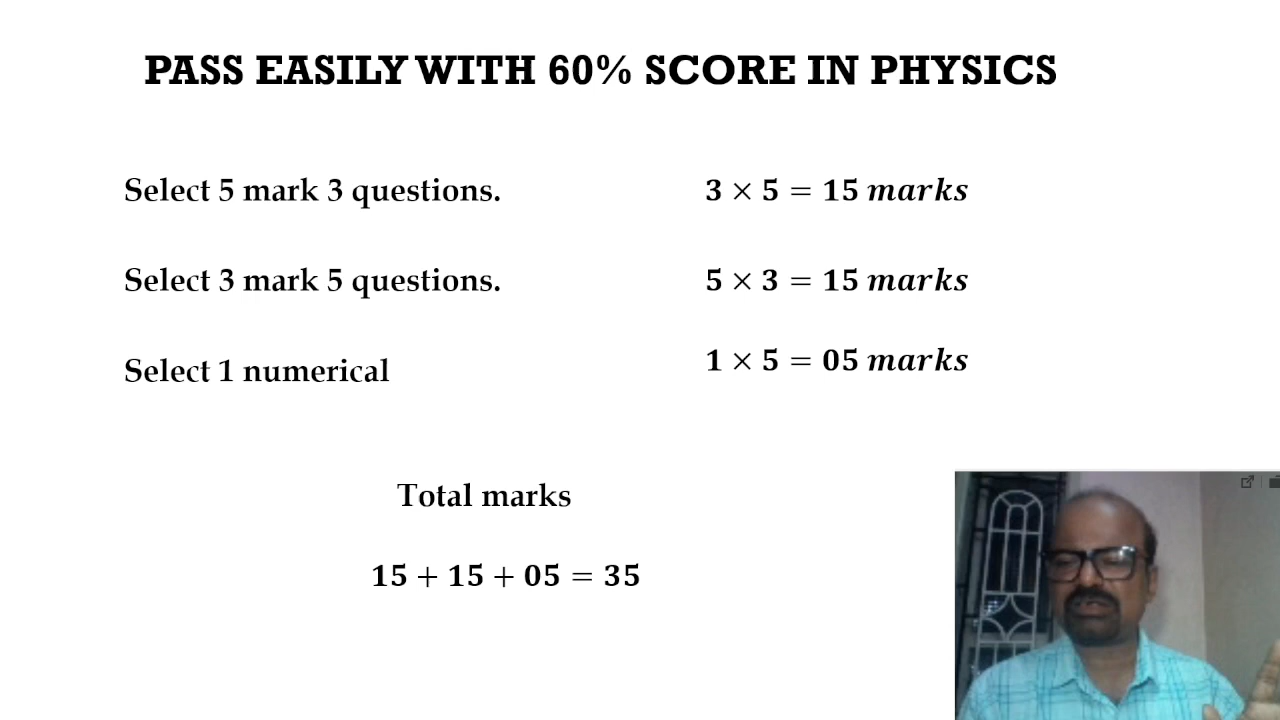 PASS EASILY WITH 60% SCORE IN PHYSICS
Select 5 mark 3 questions. 3 × 5 = 15 marks
Select 3 mark 5 questions. 5 × 3 = 15 marks
Select 1 numerical 1 × 5 = 05 marks
Total marks
15 + 15 + 05 = 35